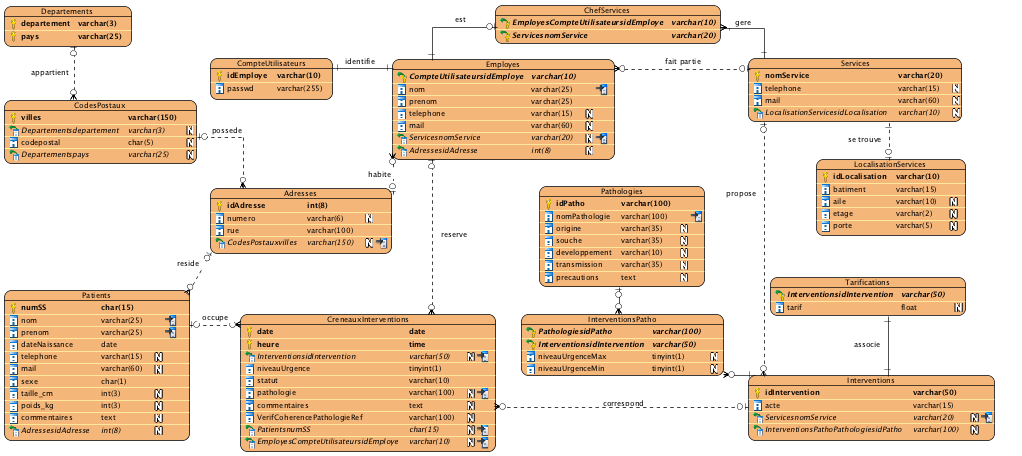 Departements
departement varchar(3)
pays varchar(25)
appartient
CodesPostaux
villes varchar(150)
Departementsdepartement varchar(3) N
codepostal char(5) N
Departementspays varchar(25) N
possede
CompteUtilisateurs
idEmploye varchar(10)
passwd varchar(255)
identifie
est
ChefServices
EmployesCompteUtilisateursidEmploye varchar(10)
ServicesnomService varchar(20)
gere
Employes
CompteUtilisateursidEmploye varchar(10)
nom varchar(25)
prenom varchar(25)
telephone varchar(15) N
mail varchar(60) N
ServicesnomService varchar(20) N
AdressesidAdresse int(8) N
fait partie
Services
nomService varchar(20)
telephone varchar(15) N
mail varchar(60) N
LocalisationServicesidLocalisation varchar(10) N
se trouve
LocalisationServices
idLocalisation varchar(10)
batiment varchar(15)
aile varchar(10) N
etage varchar(2) N
porte varchar(5) N
habite
Adresses
idAdresse int(8)
numero varchar(6) N
rue varchar(100)
CodesPostauxvilles varchar(150) N
reside
reserve
propose
Pathologies
idPatho varchar(100)
nomPathologie varchar(100)
origine varchar(35) N
souche varchar(35) N
developpement varchar(10) N
transmission varchar(35) N
precautions text N
Tarifications
InterventionsidIntervention varchar(50)
tarif float N
associe
Patients
numSS char(15)
nom varchar(25)
prenom varchar(25)
dateNaissance date
telephone varchar(15) N
mail varchar(60) N
sexe char(1)
taille_cm int(3) N
poids_kg int(3) N
commentaires text N
AdressesidAdresse int(8) N
occupe
CreneauxInterventions
date date
heure time
InterventionsidIntervention varchar(50) N
niveauUrgence tinyint(1)
statut varchar(10)
pathologie varchar(100) N
commentaires text N
VerifCoherencePathologieRef varchar(100) N
PatientsnumSS char(15) N
EmployesCompteUtilisateursidEmploye varchar(10) N
InterventionsPatho
PathologiesidPatho varchar(100)
InterventionsidIntervention varchar(50)
niveauUrgenceMax tinyint(1) N
niveauUrgenceMin tinyint(1) N
correspond
Interventions
idIntervention varchar(50)
acte varchar(15)
ServicesnomService varchar(20) N
InterventionsPathoPathologiesidPatho varchar(100) N